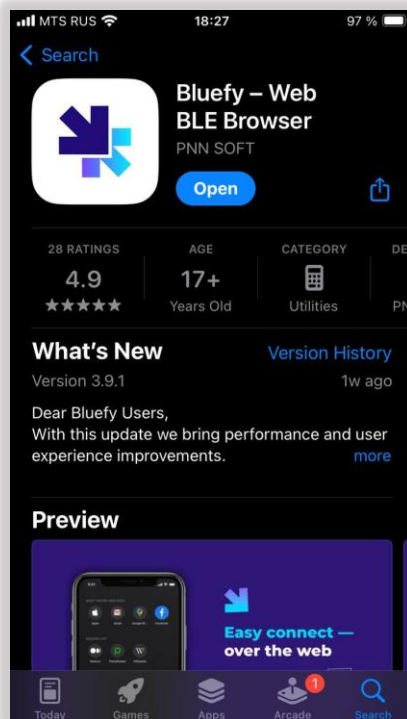 MTS RUS 18:27 97 %
Search
Bluefy – Web
BLE Browser
PNN SOFT
Open
28 RATINGS AGE CATEGORY DE
4.9 17+
Years Old Utilities PN
What's New Version History
Version 3.9.1 1w ago
Dear Bluefy Users,
With this update we bring performance and user
experience improvements. more
Preview
Easy connect —
over the web
1
Today Games Apps Arcade Search